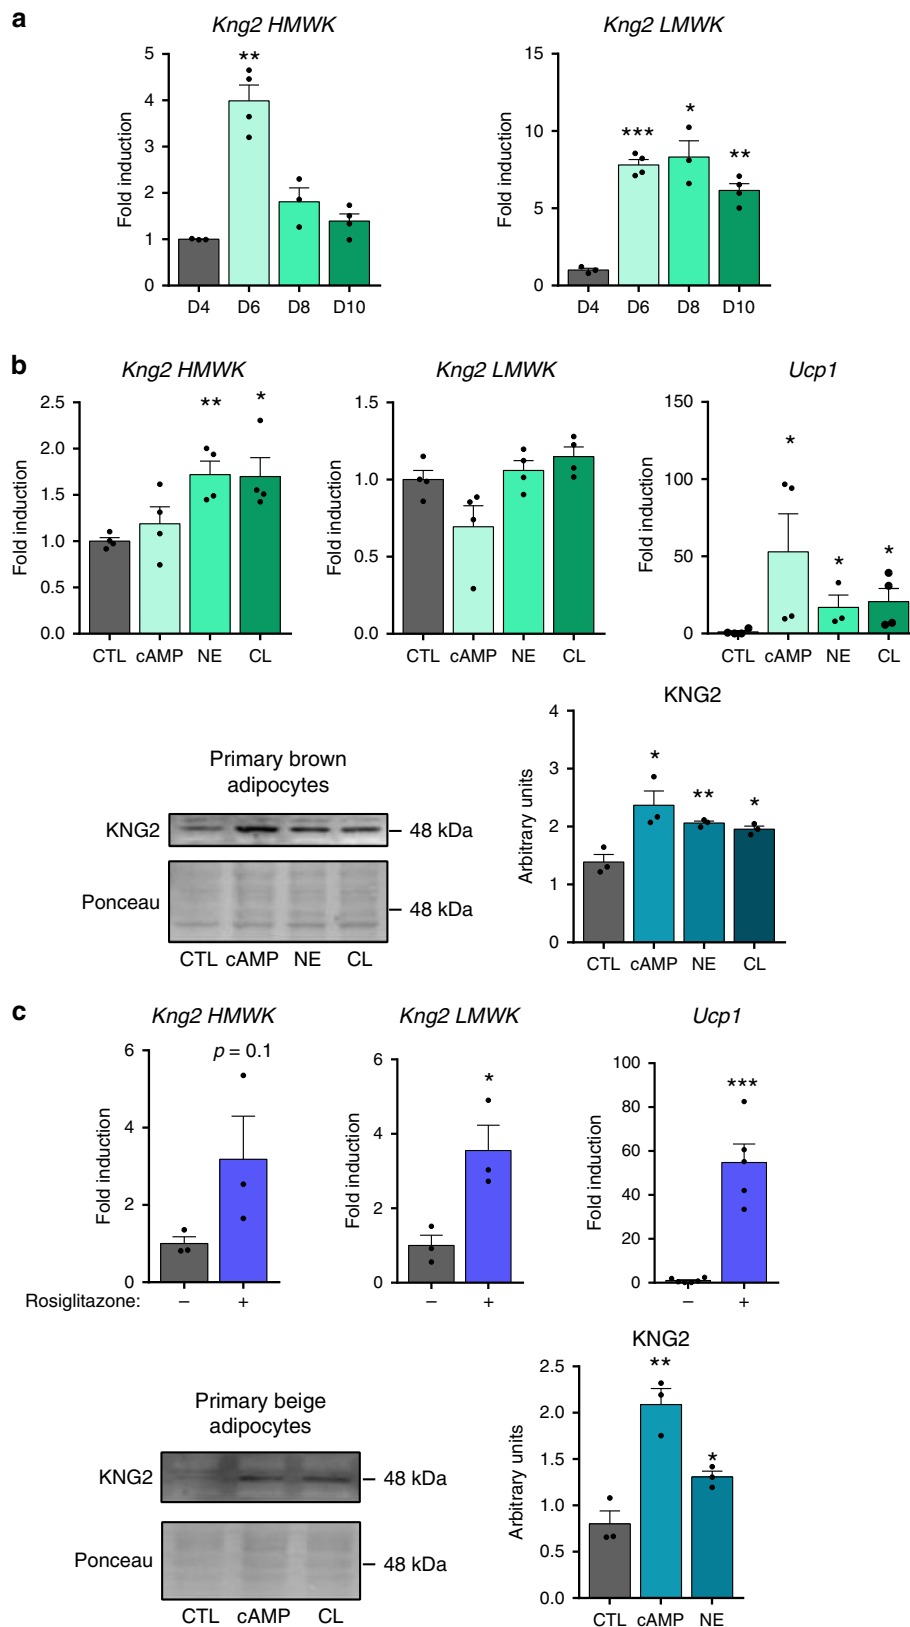 a
Kng2 HMWK
Kng2 LMWK
Fold induction
5
4
3
2
1
0
**
D4 D6 D8 D10
Fold induction
15
10
5
0
***
*
**
D4 D6 D8 D10
b
Kng2 HMWK
Kng2 LMWK
Ucp1
Fold induction
2.5
2.0
1.5
1.0
0.5
0.0
**
*
CTL cAMP NE CL
Fold induction
1.5
1.0
0.5
0.0
CTL cAMP NE CL
Fold induction
150
100
50
0
*
*
*
CTL cAMP NE CL
Primary brown
adipocytes
KNG2
48 kDa
Ponceau
48 kDa
CTL cAMP NE CL
KNG2
Arbitrary units
4
3
2
1
0
*
**
*
CTL cAMP NE CL
c
Kng2 HMWK
Kng2 LMWK
Ucp1
Fold induction
6
4
2
0
p = 0.1
Rosiglitazone: – +
Fold induction
6
4
2
0
*
– +
Fold induction
100
80
60
40
20
0
***
– +
Primary beige
adipocytes
KNG2
48 kDa
Ponceau
48 kDa
CTL cAMP CL
KNG2
Arbitrary units
2.5
2.0
1.5
1.0
0.5
0.0
**
*
CTL cAMP NE